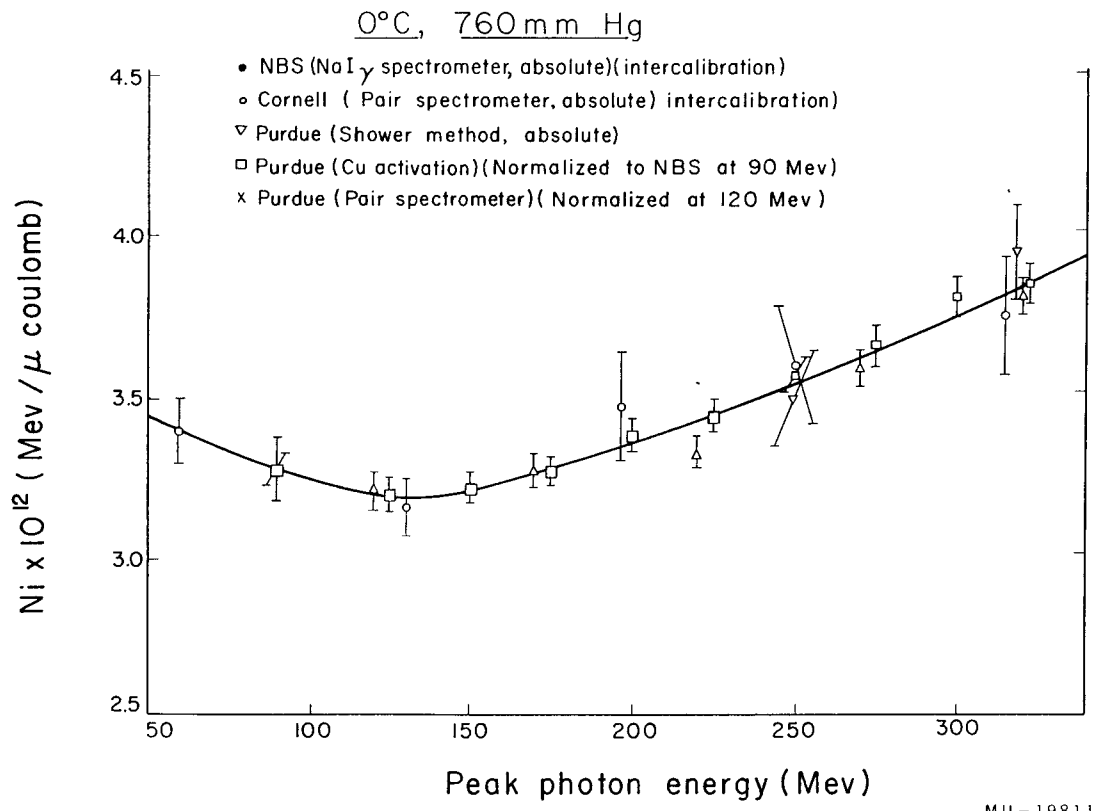 0°C, 760mm Hg
• NBS (NaI γ spectrometer, absolute)(intercalibration)
○ Cornell ( Pair spectrometer, absolute) intercalibration)
▽ Purdue (Shower method, absolute)
□ Purdue (Cu activation)(Normalized to NBS at 90 Mev)
x Purdue (Pair spectrometer)( Normalized at 120 Mev)
Ni x 10¹² ( Mev / μ coulomb)
4.5
4.0
3.5
3.0
2.5
50 100 150 200 250 300
Peak photon energy (Mev)
MU-19811